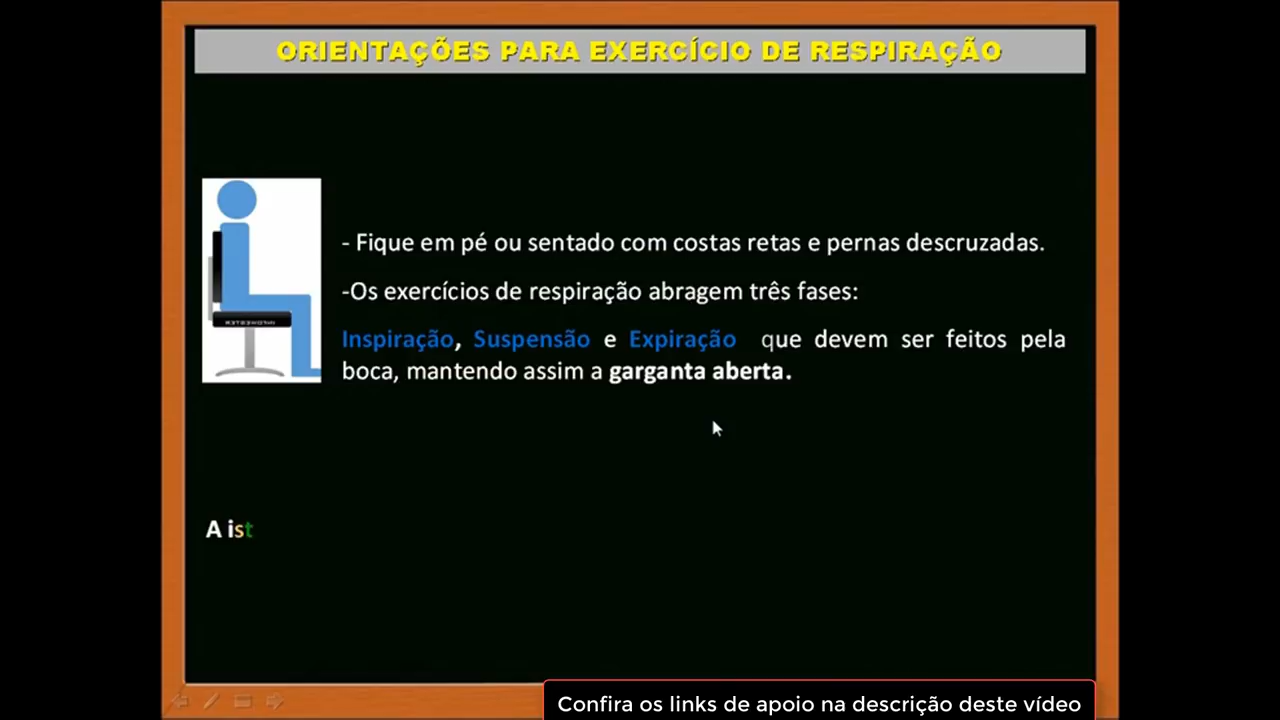 ORIENTAÇÕES PARA EXERCÍCIO DE RESPIRAÇÃO
- Fique em pé ou sentado com costas retas e pernas descruzadas.
-Os exercícios de respiração abragem três fases:
Inspiração, Suspensão e Expiração que devem ser feitos pela
boca, mantendo assim a garganta aberta.
A ist
Confira os links de apoio na descrição deste vídeo